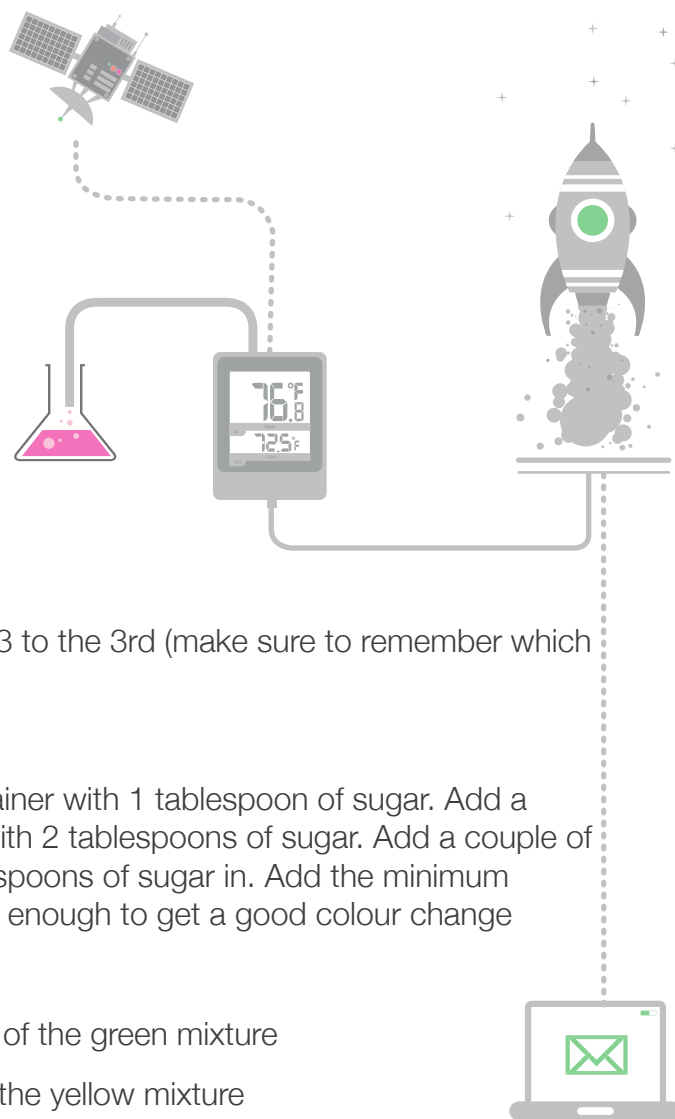 76.8°F
72.5°F
3 to the 3rd (make sure to remember which
ainer with 1 tablespoon of sugar. Add a
ith 2 tablespoons of sugar. Add a couple of
spoons of sugar in. Add the minimum
enough to get a good colour change
of the green mixture
the yellow mixture